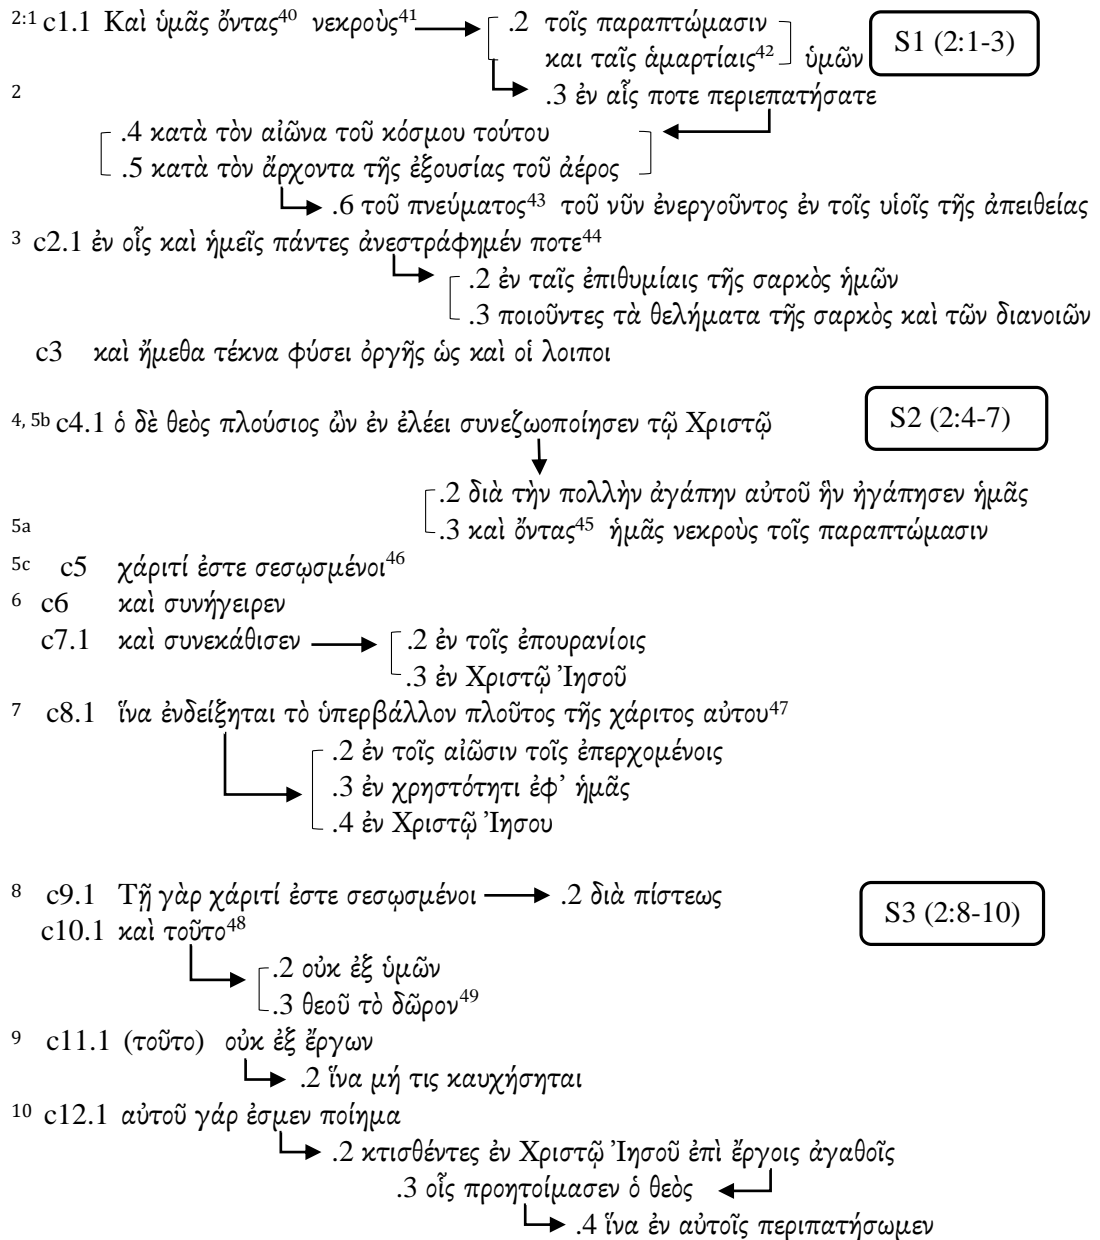 2:1 c1.1 Καὶ ὑμᾶς ὄντας40 νεκροὺς41 .2 τοῖς παραπτώμασιν
και ταῖς ἁμαρτίαις42 ὑμῶν
S1 (2:1-3)
2 .3 ἐν αἷς ποτε περιεπατήσατε
.4 κατὰ τὸν αἰῶνα τοῦ κόσμου τούτου
.5 κατὰ τὸν ἄρχοντα τῆς ἐξουσίας τοῦ ἀέρος
.6 τοῦ πνεύματος43 τοῦ νῦν ἐνεργοῦντος ἐν τοῖς υἱοῖς τῆς ἀπειθείας
3 c2.1 ἐν οἷς καὶ ἡμεῖς πάντες ἀνεστράφημέν ποτε44
.2 ἐν ταῖς ἐπιθυμίαις τῆς σαρκὸς ἡμῶν
.3 ποιοῦντες τὰ θελήματα τῆς σαρκὸς καὶ τῶν διανοιῶν
c3 καὶ ἤμεθα τέκνα φύσει ὀργῆς ὡς καὶ οἱ λοιποι
4, 5b c4.1 ὁ δὲ θεὸς πλούσιος ὢν ἐν ἐλέει συνεζωοποίησεν τῷ Χριστῷ
S2 (2:4-7)
.2 διὰ τὴν πολλὴν ἀγάπην αὐτοῦ ἣν ἠγάπησεν ἡμᾶς
5a .3 καὶ ὄντας45 ἡμᾶς νεκροὺς τοῖς παραπτώμασιν
5c c5 χάριτί ἐστε σεσῳσμένοι46
6 c6 καὶ συνήγειρεν
c7.1 καὶ συνεκάθισεν .2 ἐν τοῖς ἐπουρανίοις
.3 ἐν Χριστῷ Ἰησοῦ
7 c8.1 ἵνα ἐνδείξηται τὸ ὑπερβάλλον πλοῦτος τῆς χάριτος αὐτου47
.2 ἐν τοῖς αἰῶσιν τοῖς ἐπερχομένοις
.3 ἐν χρηστότητι ἐφ’ ἡμᾶς
.4 ἐν Χριστῷ Ἰησου
8 c9.1 Τῇ γὰρ χάριτί ἐστε σεσῳσμένοι .2 διὰ πίστεως
S3 (2:8-10)
c10.1 καὶ τοῦτο48
.2 οὐκ ἐξ ὑμῶν
.3 θεοῦ τὸ δῶρον49
9 c11.1 (τοῦτο) οὐκ ἐξ ἔργων
.2 ἵνα μή τις καυχήσηται
10 c12.1 αὐτοῦ γάρ ἐσμεν ποίημα
.2 κτισθέντες ἐν Χριστῷ Ἰησοῦ ἐπὶ ἔργοις ἀγαθοῖς
.3 οἷς προητοίμασεν ὁ θεὸς
.4 ἵνα ἐν αὐτοῖς περιπατήσωμεν